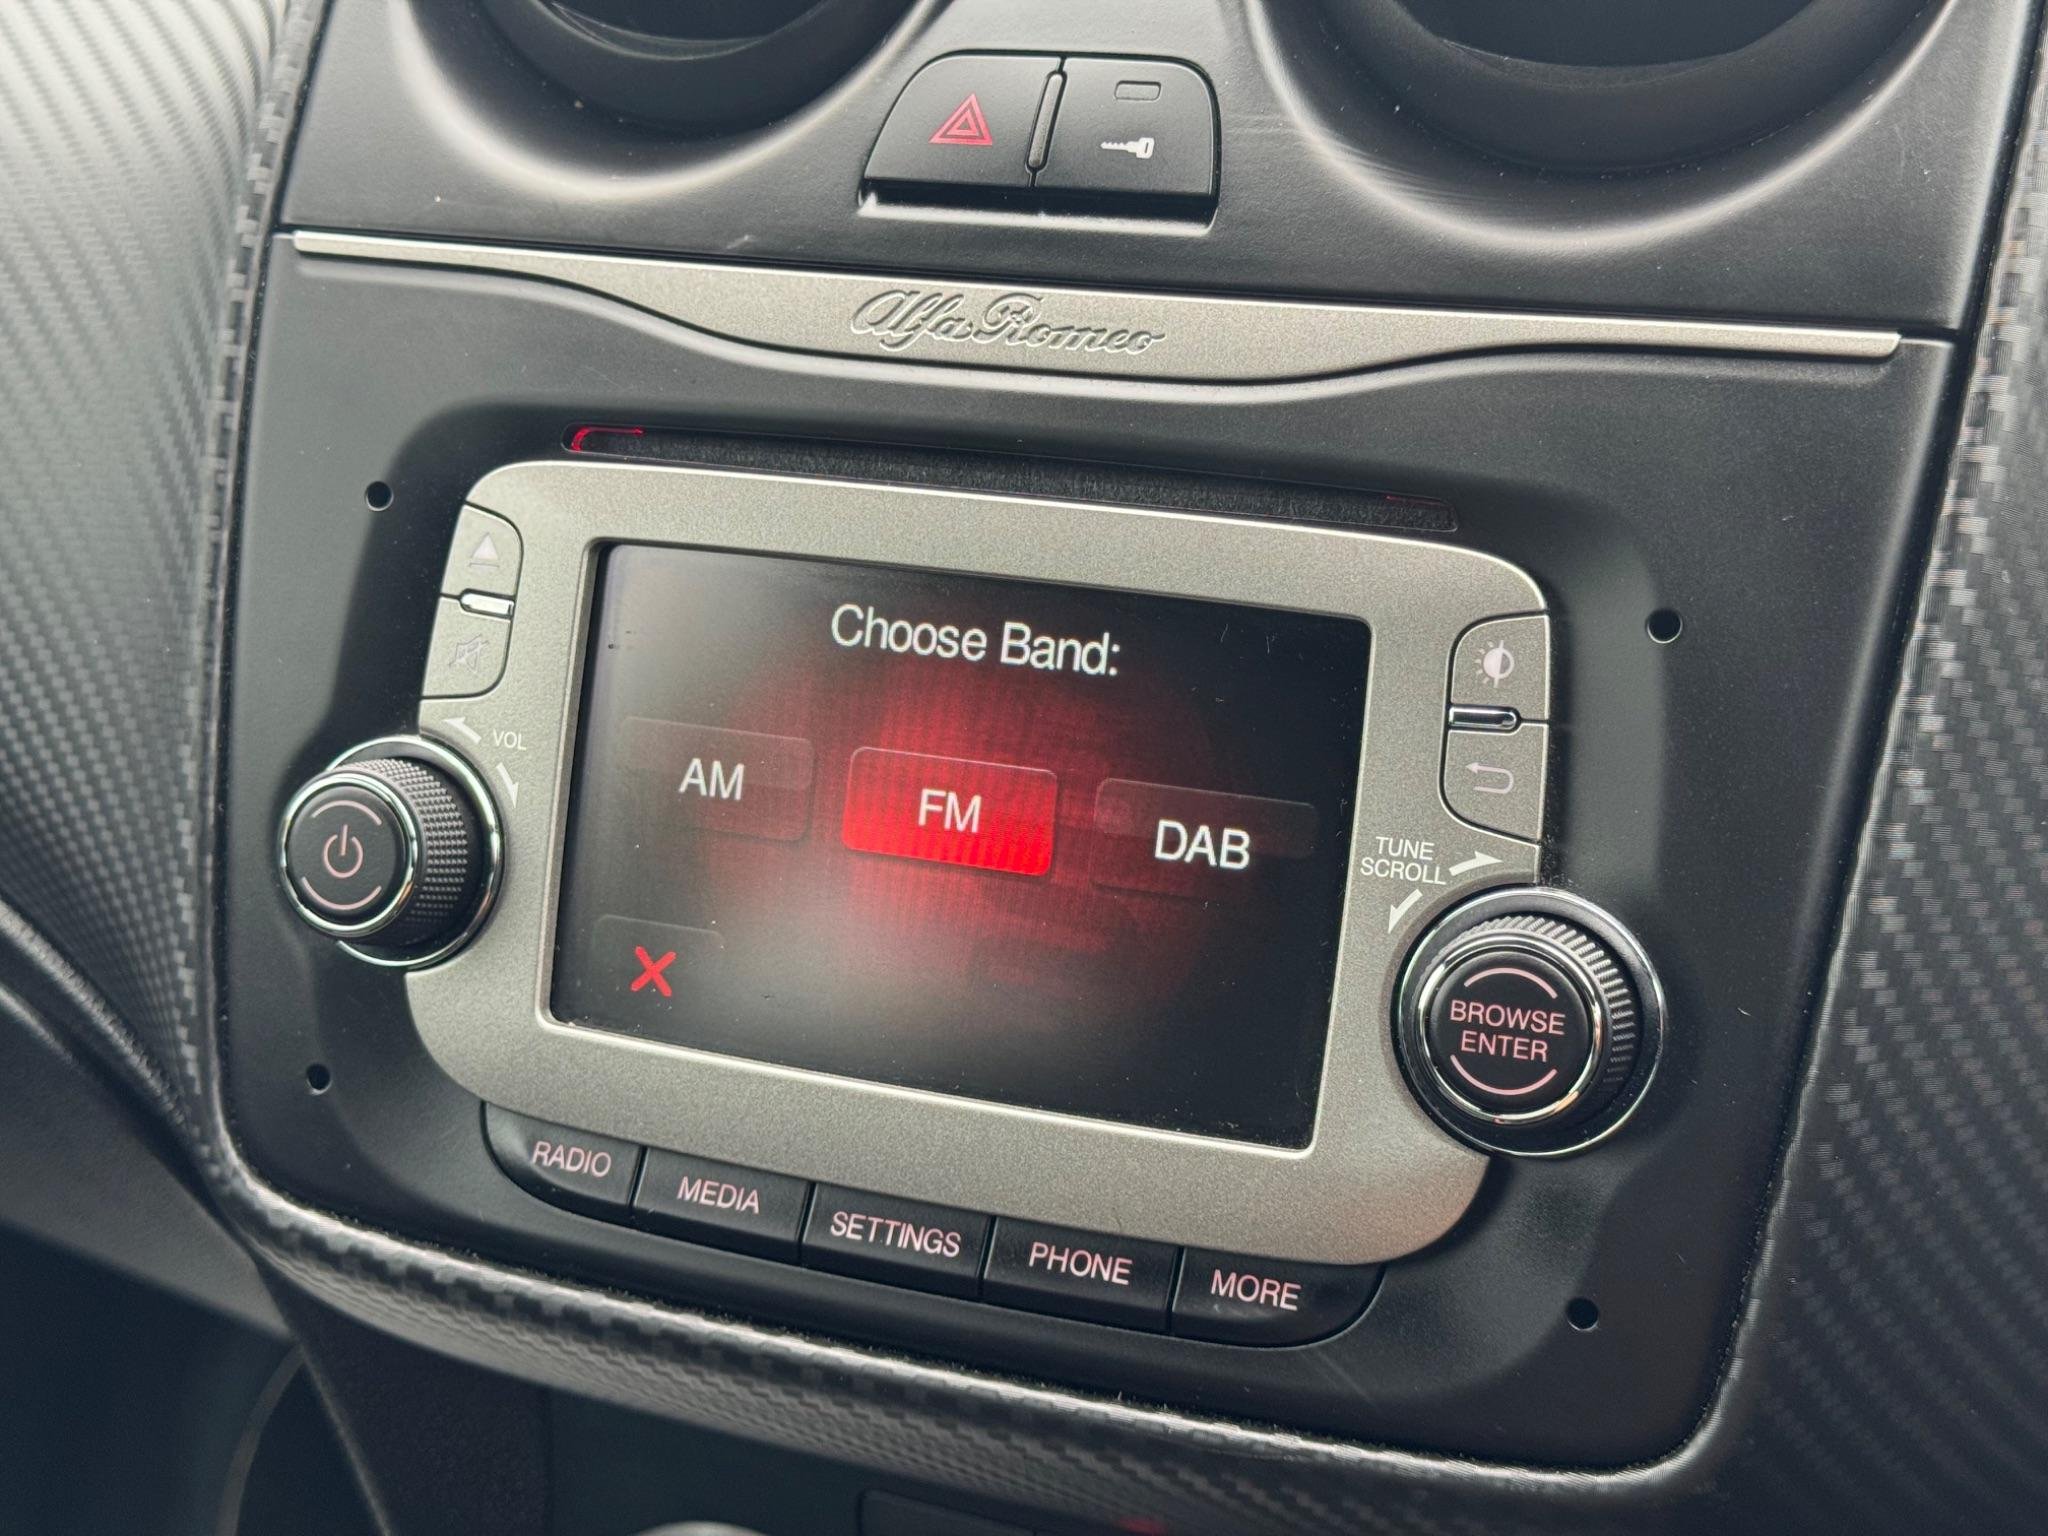 Alfa Romeo
Choose Band:
VOL
AM
FM
DAB
TUNE
SCROLL
BROWSE
ENTER
RADIO
MEDIA
SETTINGS
PHONE
MORE